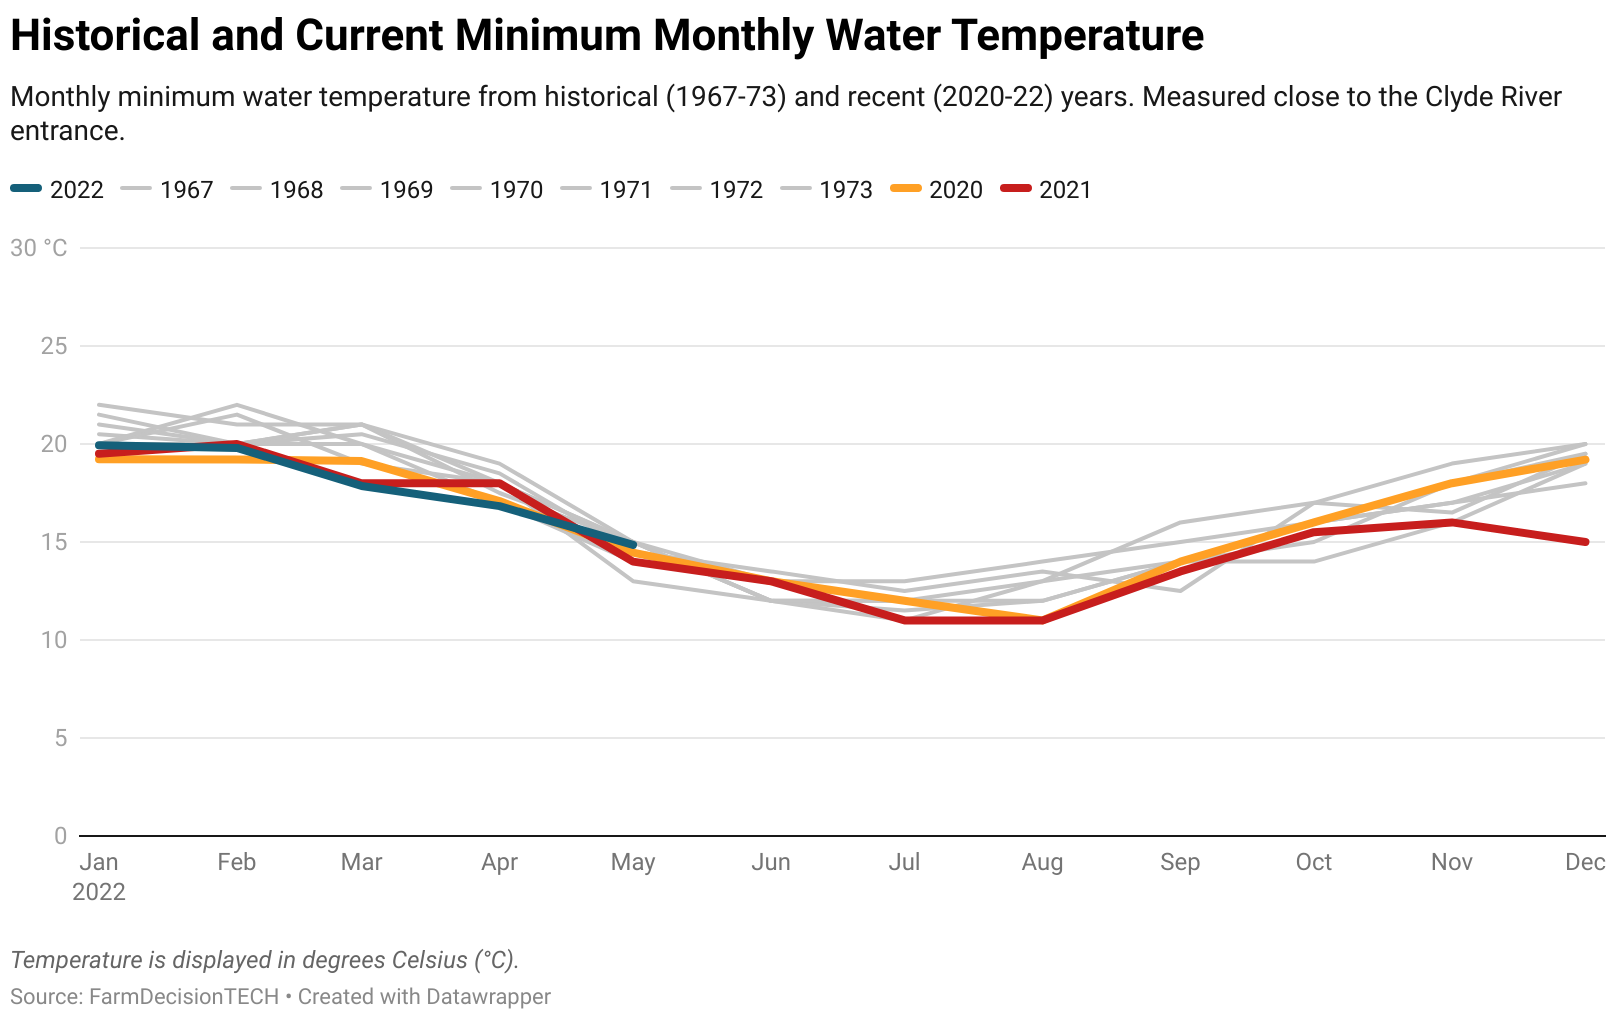 Historical and Current Minimum Monthly Water Temperature
Monthly minimum water temperature from historical (1967-73) and recent (2020-22) years. Measured close to the Clyde River
entrance.
2022 1967 1968 1969 1970 1971 1972 1973 2020 2021
30 °C
25
20
15
10
5
0
Jan Feb Mar Apr May Jun Jul Aug Sep Oct Nov Dec
2022
Temperature is displayed in degrees Celsius (°C).
Source: FarmDecisionTECH • Created with Datawrapper